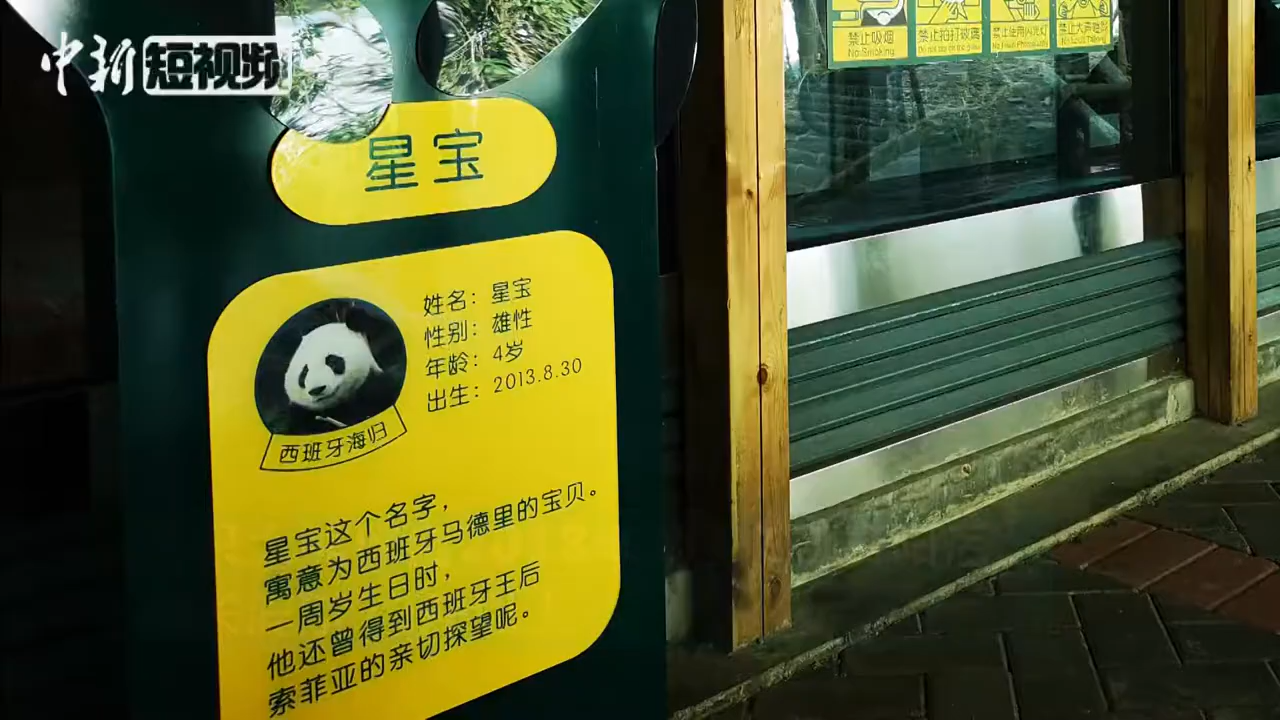 中新短视频
星宝
姓名：星宝
性别：雄性
年龄：4岁
出生：2013.8.30
西班牙海归
星宝这个名字，
寓意为西班牙马德里的宝贝。
一周岁生日时，
他还曾得到西班牙王后
索菲亚的亲切探望呢。
禁止吸烟
No Smoking
禁止拍打玻璃
禁止使用闪光灯
禁止大声喧哗